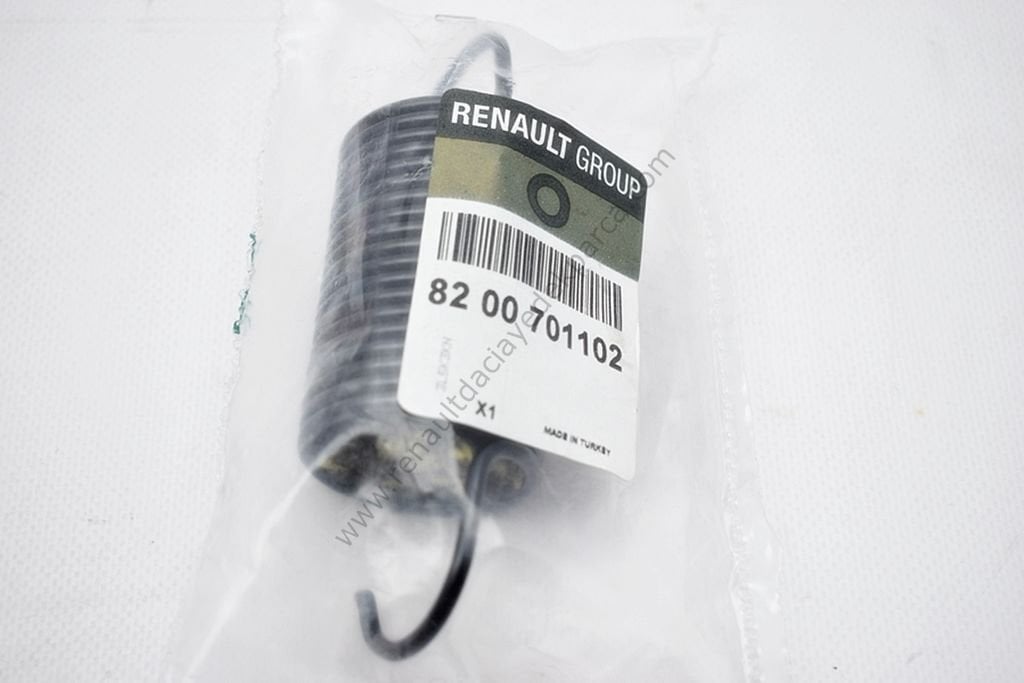 RENAULT GROUP
82 00 701102
X1
MADE IN TURKEY
www.renaultdaciayedekparca.com